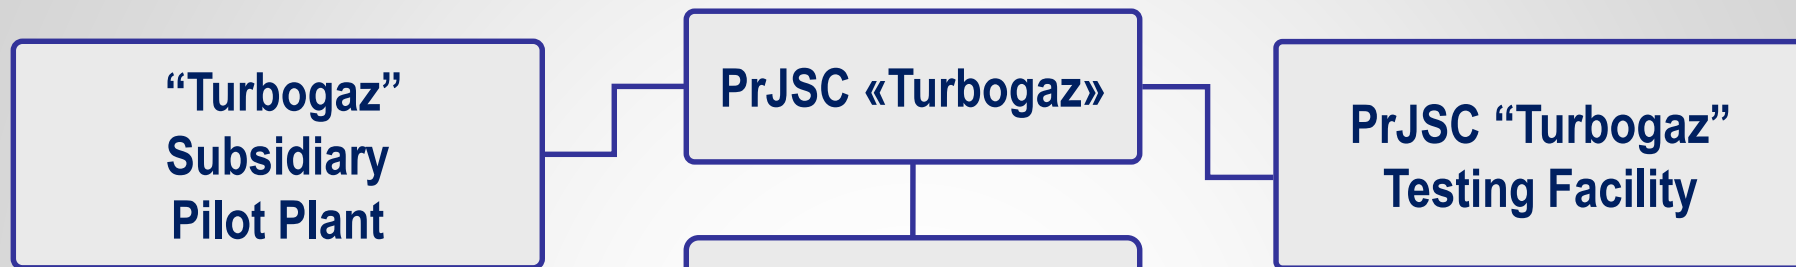 “Turbogaz”
Subsidiary
Pilot Plant
PrJSC «Turbogaz»
PrJSC “Turbogaz”
Testing Facility